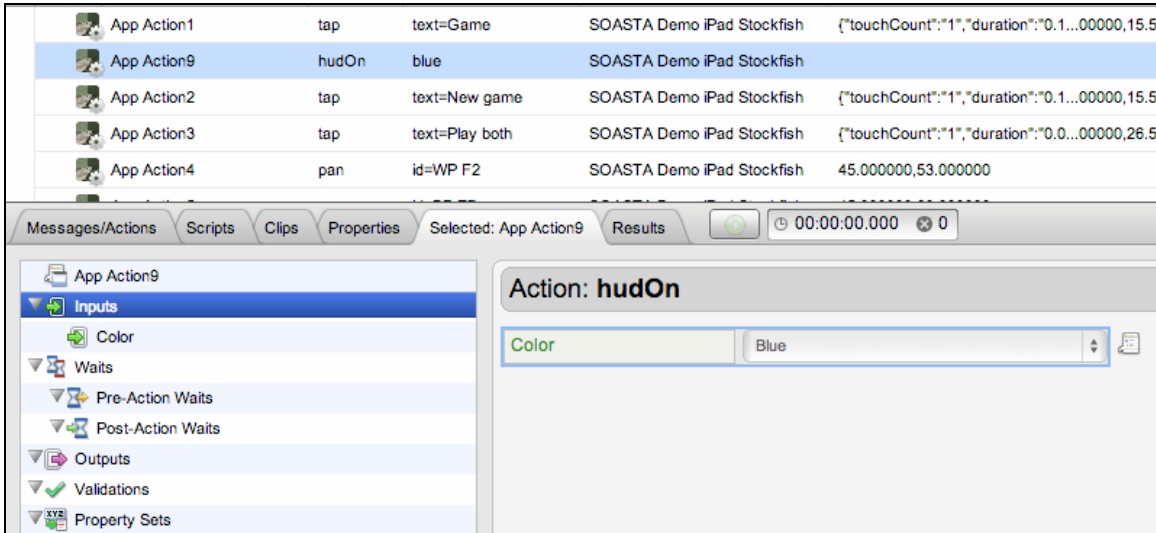 App Action1 tap text=Game SOASTA Demo iPad Stockfish {"touchCount":"1","duration":"0.1...00000,15.5
App Action9 hudOn blue SOASTA Demo iPad Stockfish
App Action2 tap text=New game SOASTA Demo iPad Stockfish {"touchCount":"1","duration":"0.1...00000,15.5
App Action3 tap text=Play both SOASTA Demo iPad Stockfish {"touchCount":"1","duration":"0.0...00000,26.5
App Action4 pan id=WP F2 SOASTA Demo iPad Stockfish 45.000000,53.000000
Messages/Actions Scripts Clips Properties Selected: App Action9 Results 00:00:00.000 0
App Action9
Inputs
Color
Waits
Pre-Action Waits
Post-Action Waits
Outputs
Validations
XYZ Property Sets
Action: hudOn
Color Blue